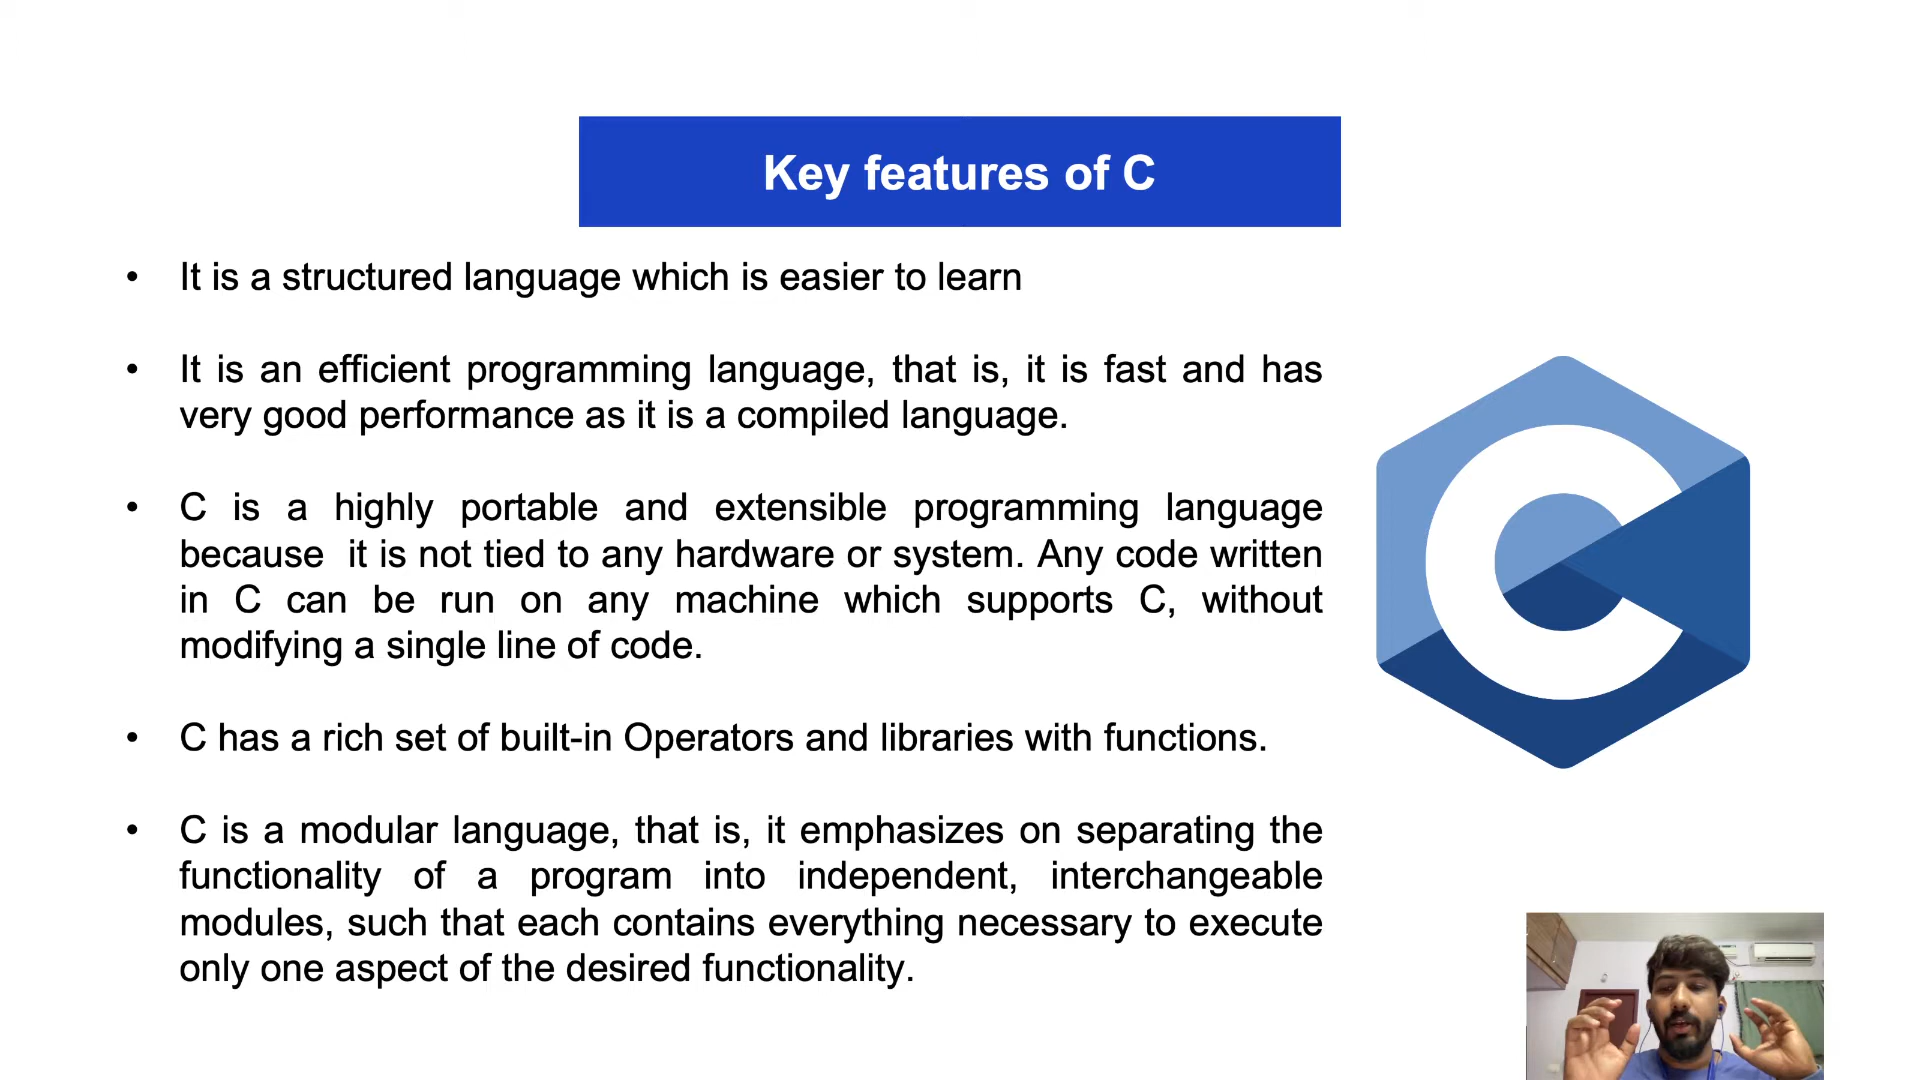 Key features of C
• It is a structured language which is easier to learn
• It is an efficient programming language, that is, it is fast and has
very good performance as it is a compiled language.
• C is a highly portable and extensible programming language
because it is not tied to any hardware or system. Any code written
in C can be run on any machine which supports C, without
modifying a single line of code.
• C has a rich set of built-in Operators and libraries with functions.
• C is a modular language, that is, it emphasizes on separating the
functionality of a program into independent, interchangeable
modules, such that each contains everything necessary to execute
only one aspect of the desired functionality.
C